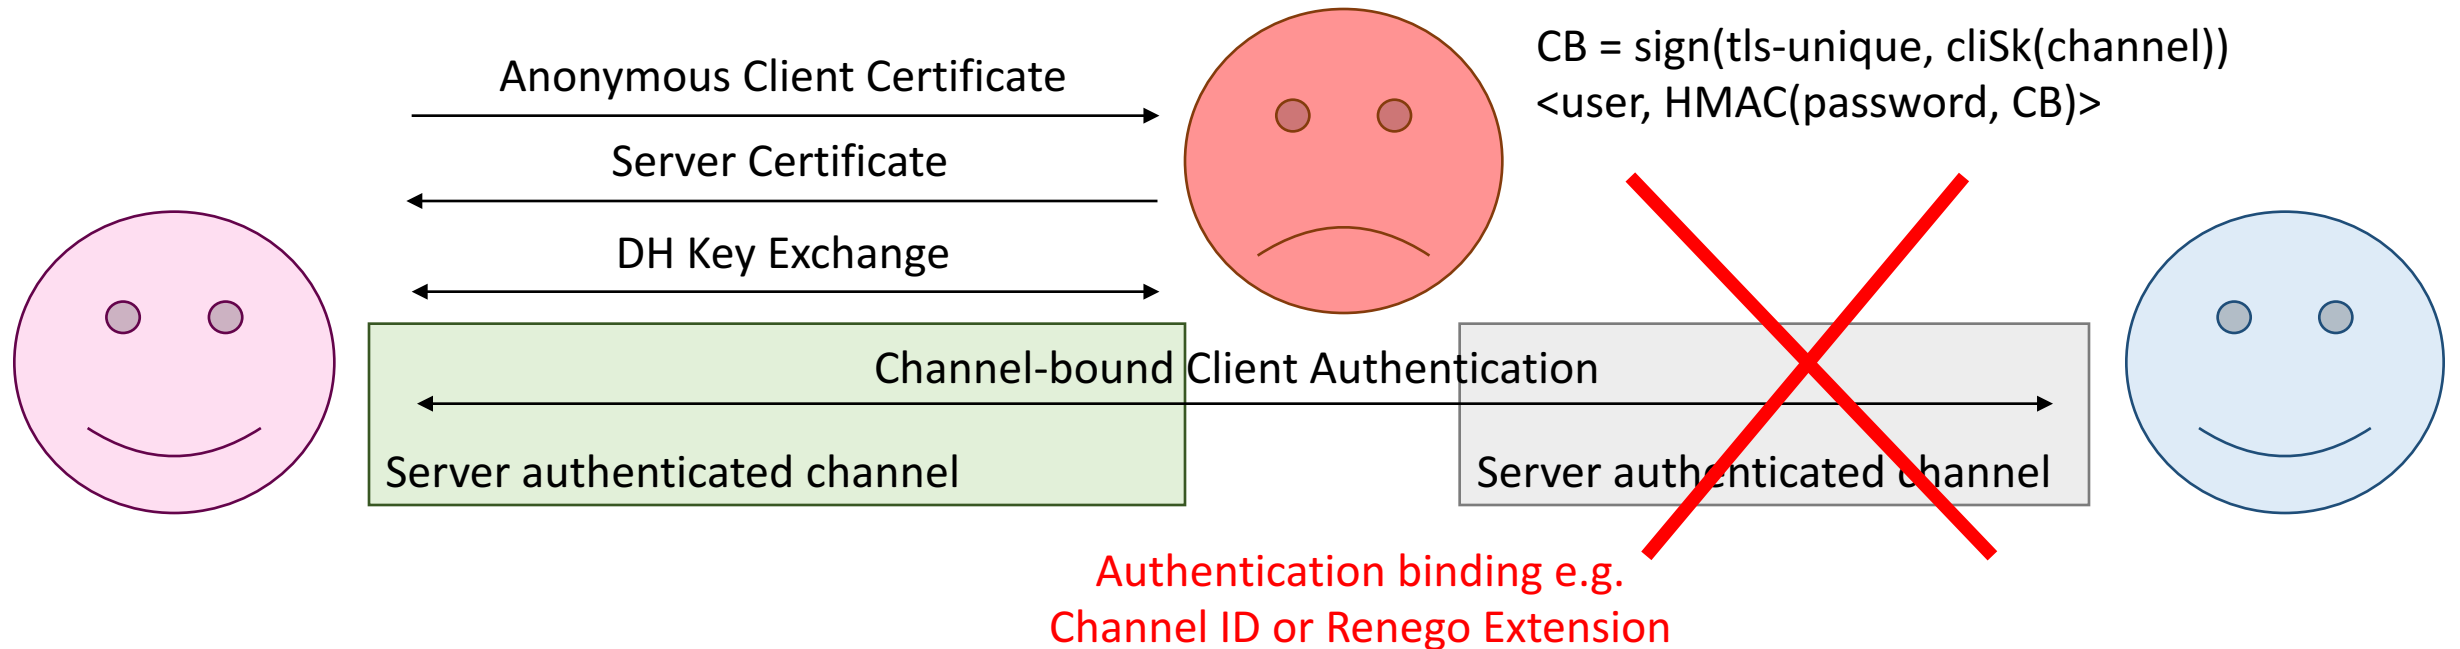 Anonymous Client Certificate
Server Certificate
DH Key Exchange
CB = sign(tls-unique, cliSk(channel))
<user, HMAC(password, CB)>
Channel-bound Client Authentication
Server authenticated channel
Server authenticated channel
Authentication binding e.g.
Channel ID or Renego Extension